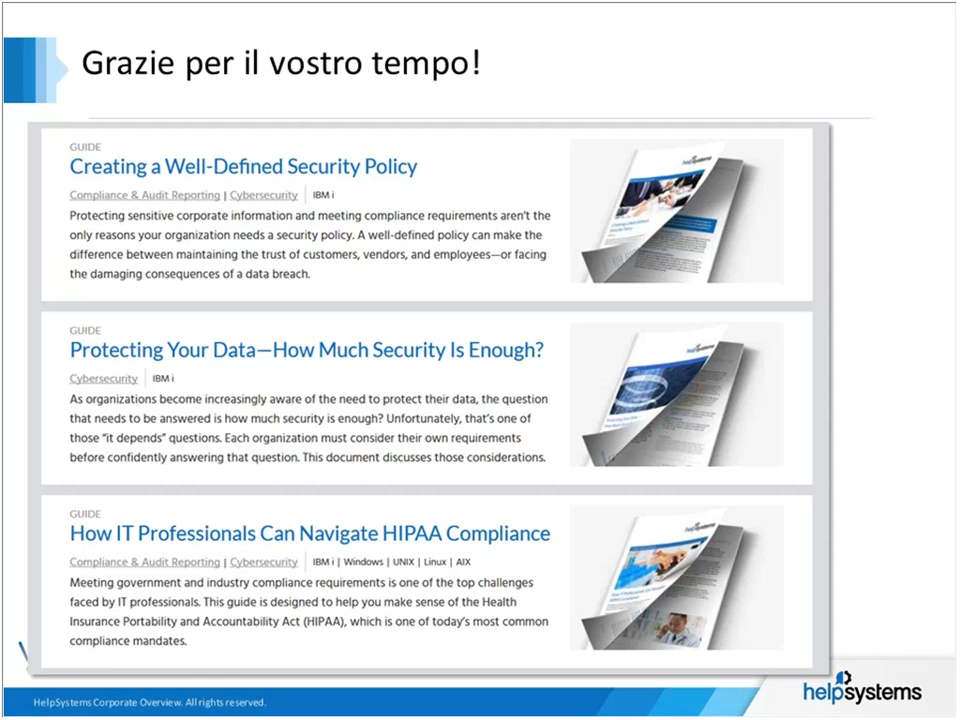 Grazie per il vostro tempo!
GUIDE
Creating a Well-Defined Security Policy
Compliance & Audit Reporting | Cybersecurity | IBM i
Protecting sensitive corporate information and meeting compliance requirements aren't the
only reasons your organization needs a security policy. A well-defined policy can make the
difference between maintaining the trust of customers, vendors, and employees—or facing
the damaging consequences of a data breach.
helpsystems
GUIDE
Protecting Your Data—How Much Security Is Enough?
Cybersecurity | IBM i
As organizations become increasingly aware of the need to protect their data, the question
that needs to be answered is how much security is enough? Unfortunately, that's one of
those "it depends" questions. Each organization must consider their own requirements
before confidently answering that question. This document discusses those considerations.
helpsystems
GUIDE
How IT Professionals Can Navigate HIPAA Compliance
Compliance & Audit Reporting | Cybersecurity | IBM i | Windows | UNIX | Linux | AIX
Meeting government and industry compliance requirements is one of the top challenges
faced by IT professionals. This guide is designed to help you make sense of the Health
Insurance Portability and Accountability Act (HIPAA), which is one of today's most common
compliance mandates.
helpsystems
HelpSystems Corporate Overview. All rights reserved.
helpsystems